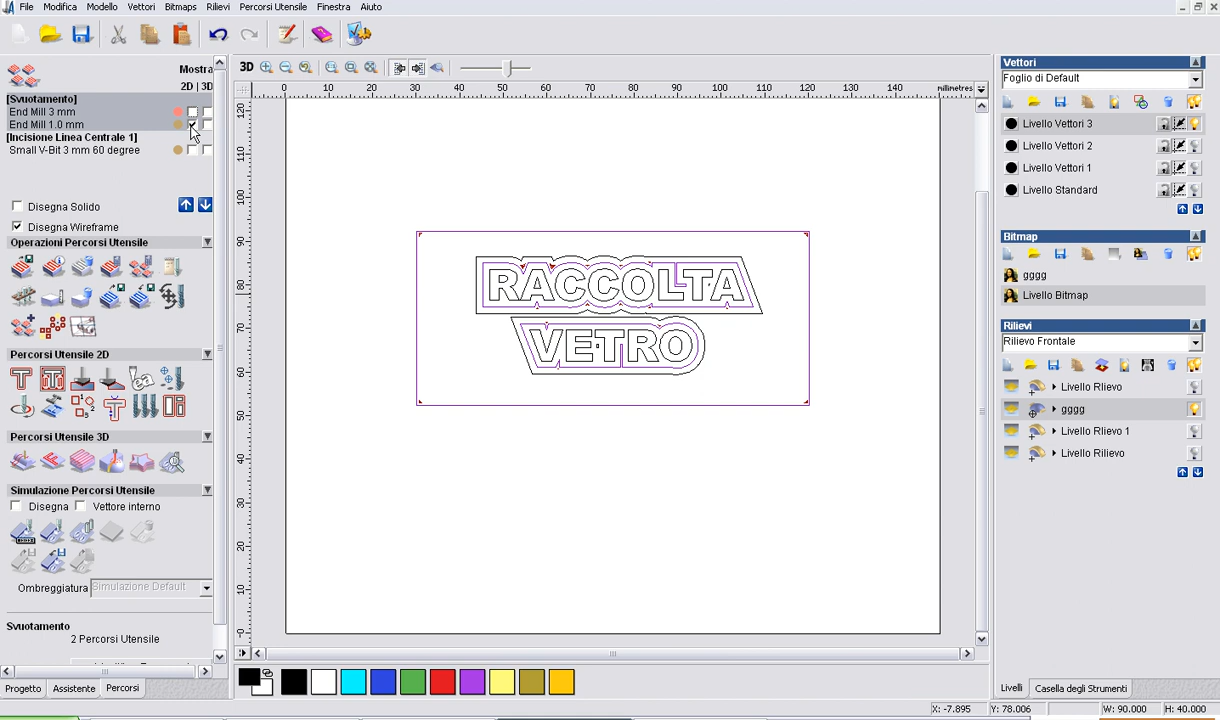 File Modifica Modello Vettori Bitmaps Rilievi Percorsi Utensile Finestra Aiuto
Mostra
2D | 3D
[Svuotamento]
End Mill 3 mm
End Mill 1.0 mm
[Incisione Linea Centrale 1]
Small V-Bit 3 mm 60 degree
Disegna Solido
Disegna Wireframe
Operazioni Percorsi Utensile
Percorsi Utensile 2D
Percorsi Utensile 3D
Simulazione Percorsi Utensile
Disegna Vettore interno
Ombreggiatura Simulazione Default
Svuotamento
2 Percorsi Utensile
Progetto Assistente Percorsi
3D
0 10 20 30 40 50 60 70 80 90 100 110 120 130 140 millimetres
120
110
100
90
80
70
60
50
40
30
20
10
-0
RACCOLTA
VETRO
Vettori
Foglio di Default
Livello Vettori 3
Livello Vettori 2
Livello Vettori 1
Livello Standard
Bitmap
gggg
Livello Bitmap
Rilievi
Rilievo Frontale
Livello Rlievo
gggg
Livello Rlievo 1
Livello Rilievo
Livelli Casella degli Strumenti
X: -7.895 Y: 78.006 W: 90.000 H: 40.000